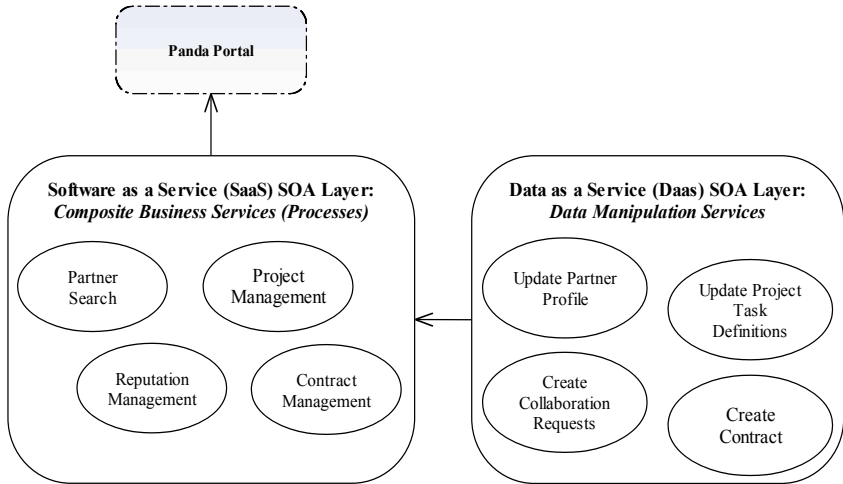 Panda Portal
Software as a Service (SaaS) SOA Layer:
Composite Business Services (Processes)
Partner
Search
Project
Management
Reputation
Management
Contract
Management
Data as a Service (Daas) SOA Layer:
Data Manipulation Services
Update Partner
Profile
Update Project
Task
Definitions
Create
Collaboration
Requests
Create
Contract